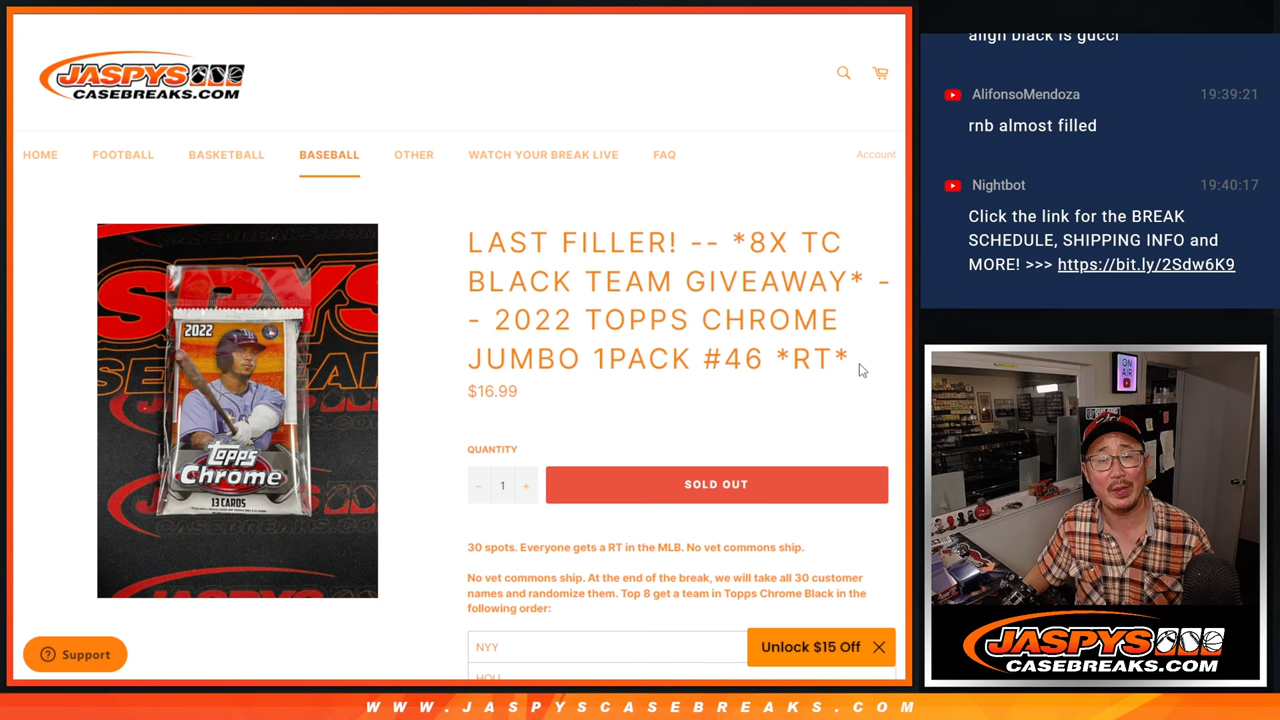 JASPYS
CASEBREAKS.COM
HOME FOOTBALL BASKETBALL BASEBALL OTHER WATCH YOUR BREAK LIVE FAQ Account
2022
Topps
Chrome
13 CARDS
LAST FILLER! -- *8X TC
BLACK TEAM GIVEAWAY* -
- 2022 TOPPS CHROME
JUMBO 1PACK #46 *RT*
$16.99
QUANTITY
− 1 +
SOLD OUT
30 spots. Everyone gets a RT in the MLB. No vet commons ship.
No vet commons ship. At the end of the break, we will take all 30 customer
names and randomize them. Top 8 get a team in Topps Chrome Black in the
following order:
NYY
HOU
Support
Unlock $15 Off
align black is gucci
AlifonsoMendoza 19:39:21
rnb almost filled
Nightbot 19:40:17
Click the link for the BREAK
SCHEDULE, SHIPPING INFO and
MORE! >>> https://bit.ly/2Sdw6K9
ON
AIR
JASPYS
CASEBREAKS.COM
WWW.JASPYSCASEBREAKS.COM